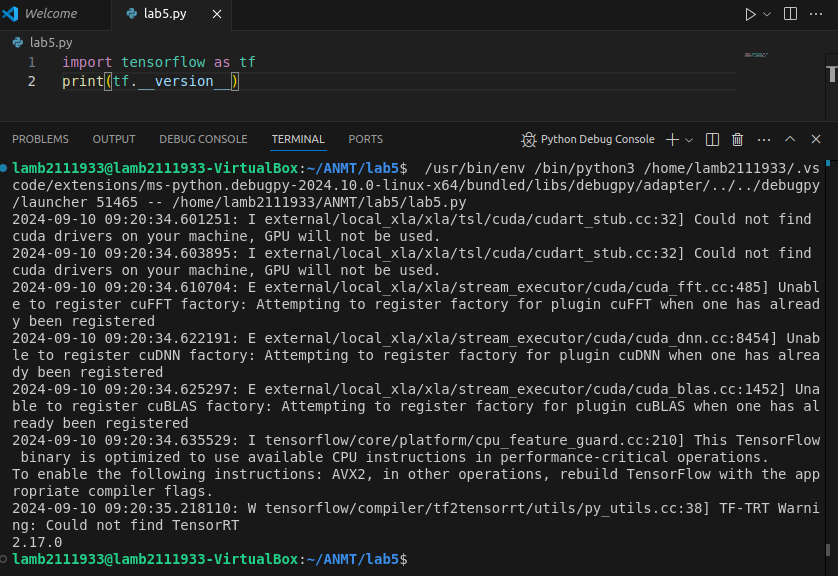 Welcome
lab5.py
lab5.py
1 import tensorflow as tf
2 print(tf.__version__)
PROBLEMS OUTPUT DEBUG CONSOLE TERMINAL PORTS Python Debug Console
lamb2111933@lamb2111933-VirtualBox:~/ANMT/lab5$ /usr/bin/env /bin/python3 /home/lamb2111933/.vs
code/extensions/ms-python.debugpy-2024.10.0-linux-x64/bundled/libs/debugpy/adapter/../../debugpy
/launcher 51465 -- /home/lamb2111933/ANMT/lab5/lab5.py
2024-09-10 09:20:34.601251: I external/local_xla/xla/tsl/cuda/cudart_stub.cc:32] Could not find
cuda drivers on your machine, GPU will not be used.
2024-09-10 09:20:34.603895: I external/local_xla/xla/tsl/cuda/cudart_stub.cc:32] Could not find
cuda drivers on your machine, GPU will not be used.
2024-09-10 09:20:34.610704: E external/local_xla/xla/stream_executor/cuda/cuda_fft.cc:485] Unabl
e to register cuFFT factory: Attempting to register factory for plugin cuFFT when one has alread
y been registered
2024-09-10 09:20:34.622191: E external/local_xla/xla/stream_executor/cuda/cuda_dnn.cc:8454] Unab
le to register cuDNN factory: Attempting to register factory for plugin cuDNN when one has alrea
dy been registered
2024-09-10 09:20:34.625297: E external/local_xla/xla/stream_executor/cuda/cuda_blas.cc:1452] Una
ble to register cuBLAS factory: Attempting to register factory for plugin cuBLAS when one has al
ready been registered
2024-09-10 09:20:34.635529: I tensorflow/core/platform/cpu_feature_guard.cc:210] This TensorFlow
binary is optimized to use available CPU instructions in performance-critical operations.
To enable the following instructions: AVX2, in other operations, rebuild TensorFlow with the app
ropriate compiler flags.
2024-09-10 09:20:35.218110: W tensorflow/compiler/tf2tensorrt/utils/py_utils.cc:38] TF-TRT Warni
ng: Could not find TensorRT
2.17.0
lamb2111933@lamb2111933-VirtualBox:~/ANMT/lab5$